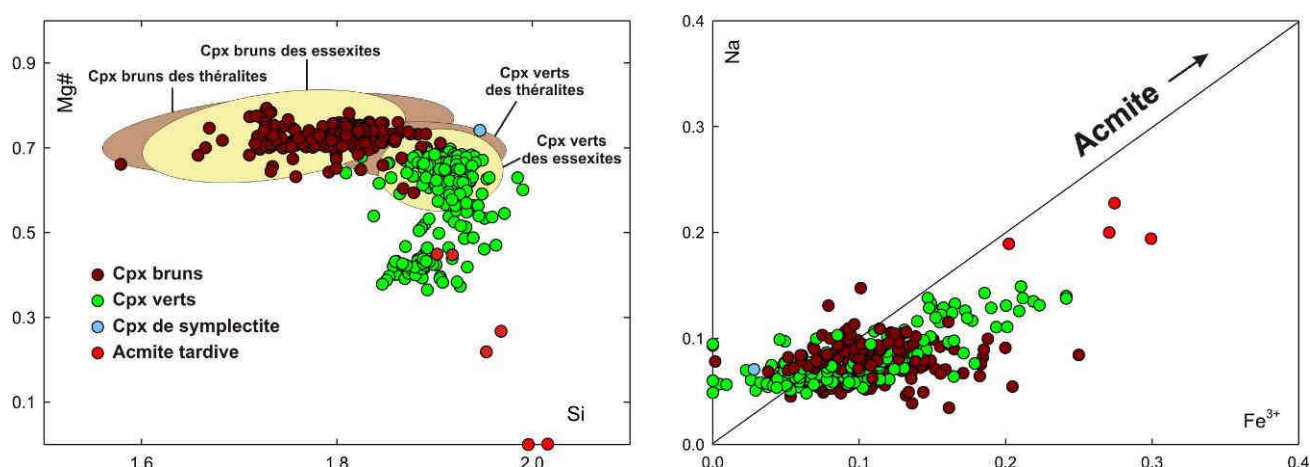 Mg#
0.9
0.7
0.5
0.3
0.1
Cpx bruns des essexites
Cpx bruns des théralites
Cpx verts
des théralites
Cpx verts
des essexites
Cpx bruns
Cpx verts
Cpx de symplectite
Acmite tardive
Si
1.6
1.8
2.0
Na
0.4
0.3
0.2
0.1
0.0
Acmite
Fe³⁺
0.0
0.1
0.2
0.3
0.4